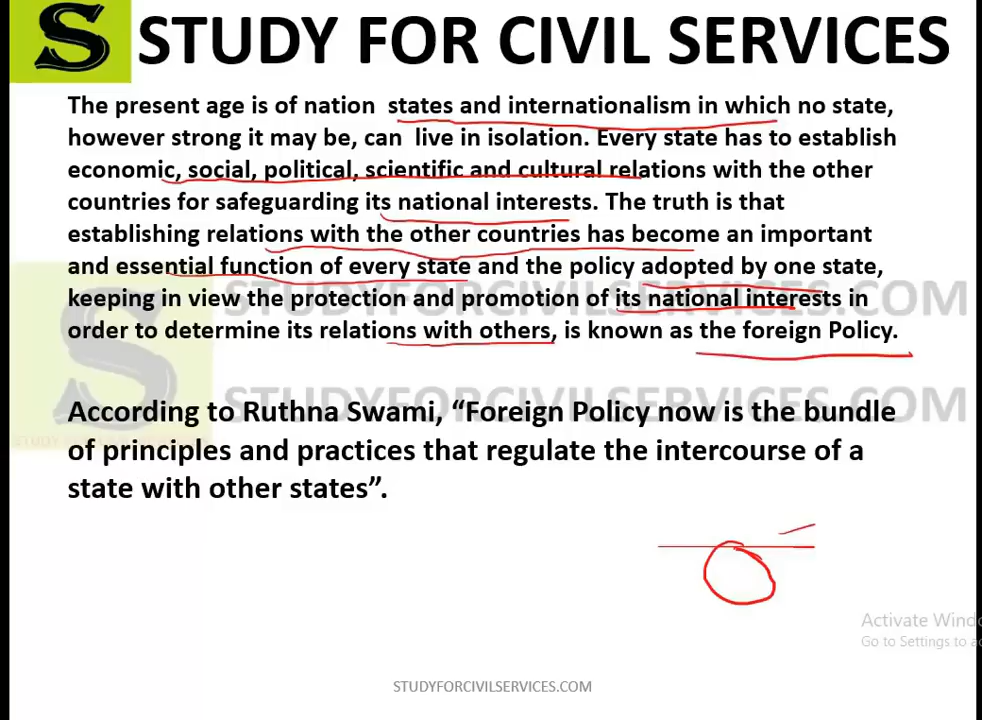 S STUDY FOR CIVIL SERVICES
The present age is of nation states and internationalism in which no state,
however strong it may be, can live in isolation. Every state has to establish
economic, social, political, scientific and cultural relations with the other
countries for safeguarding its national interests. The truth is that
establishing relations with the other countries has become an important
and essential function of every state and the policy adopted by one state,
keeping in view the protection and promotion of its national interests in
order to determine its relations with others, is known as the foreign Policy.
STUDYFORCIVILSERVICES.COM
S STUDYFORCIVILSERVICES.COM
According to Ruthna Swami, “Foreign Policy now is the bundle
of principles and practices that regulate the intercourse of a
state with other states”.
Activate Wind
Go to Settings to a
STUDYFORCIVILSERVICES.COM